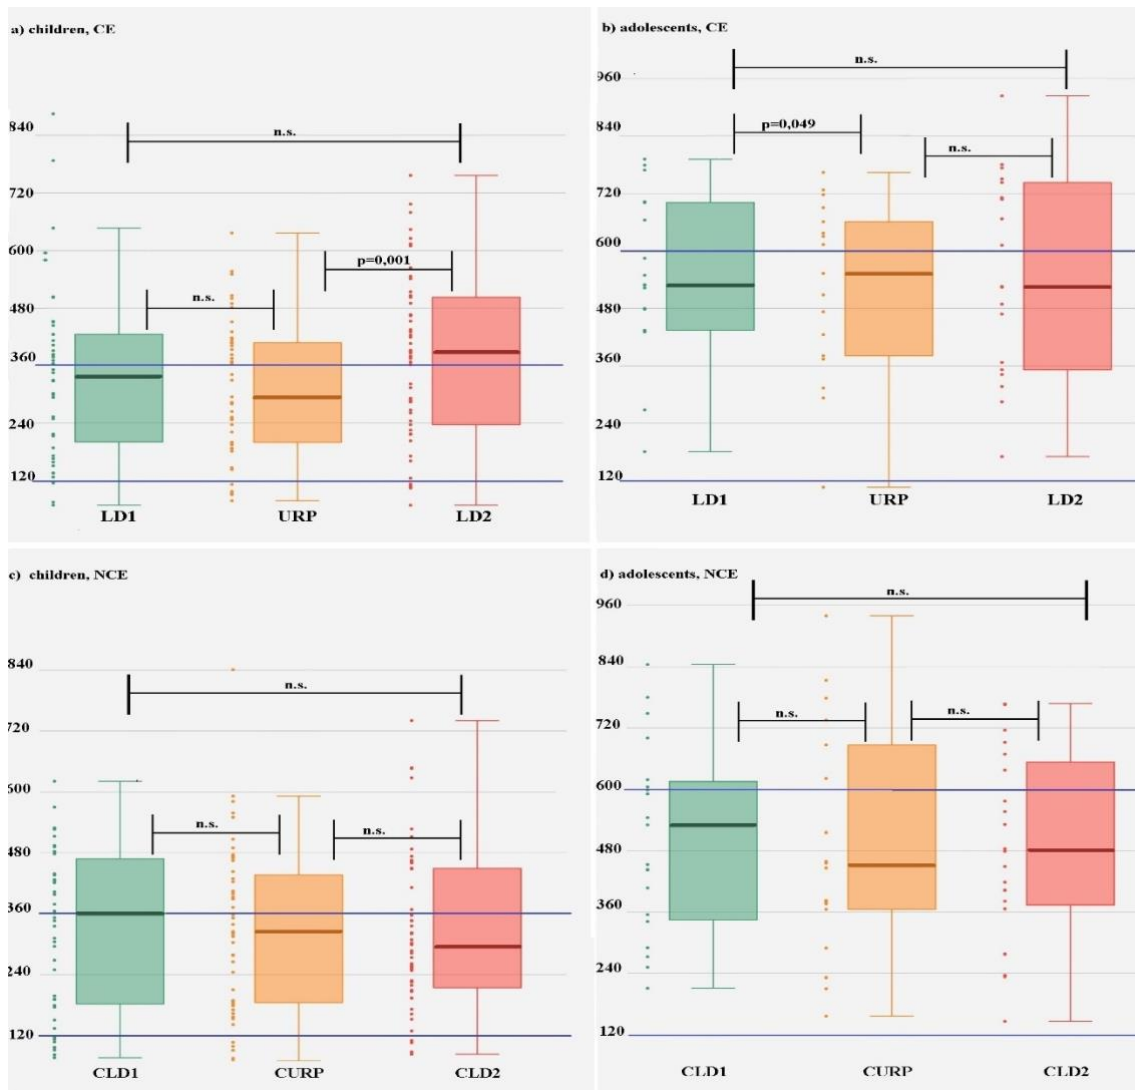 a) children, CE
840
720
600
480
360
240
120
n.s.
n.s.
p=0,001
LD1 URP LD2
b) adolescents, CE
960
840
720
600
480
360
240
120
n.s.
p=0,049
n.s.
LD1 URP LD2
c) children, NCE
840
720
600
480
360
240
120
n.s.
n.s.
n.s.
CLD1 CURP CLD2
d) adolescents, NCE
960
840
720
600
480
360
240
120
n.s.
n.s.
n.s.
CLD1 CURP CLD2